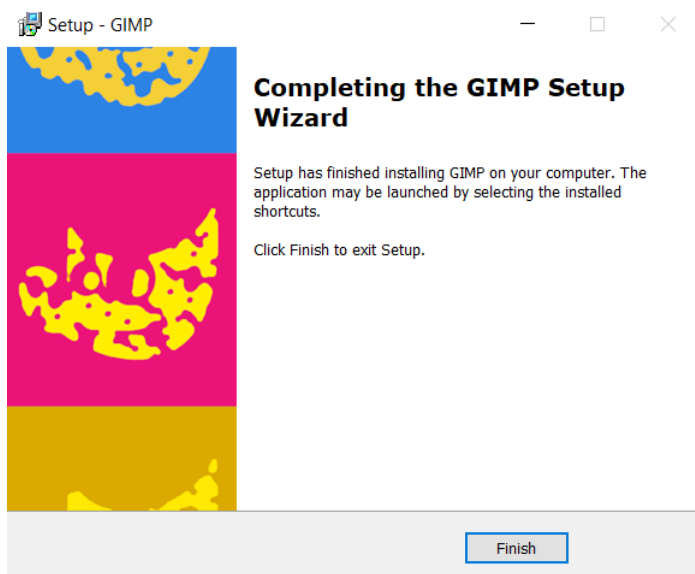 Setup - GIMP
Completing the GIMP Setup
Wizard
Setup has finished installing GIMP on your computer. The
application may be launched by selecting the installed
shortcuts.
Click Finish to exit Setup.
Finish